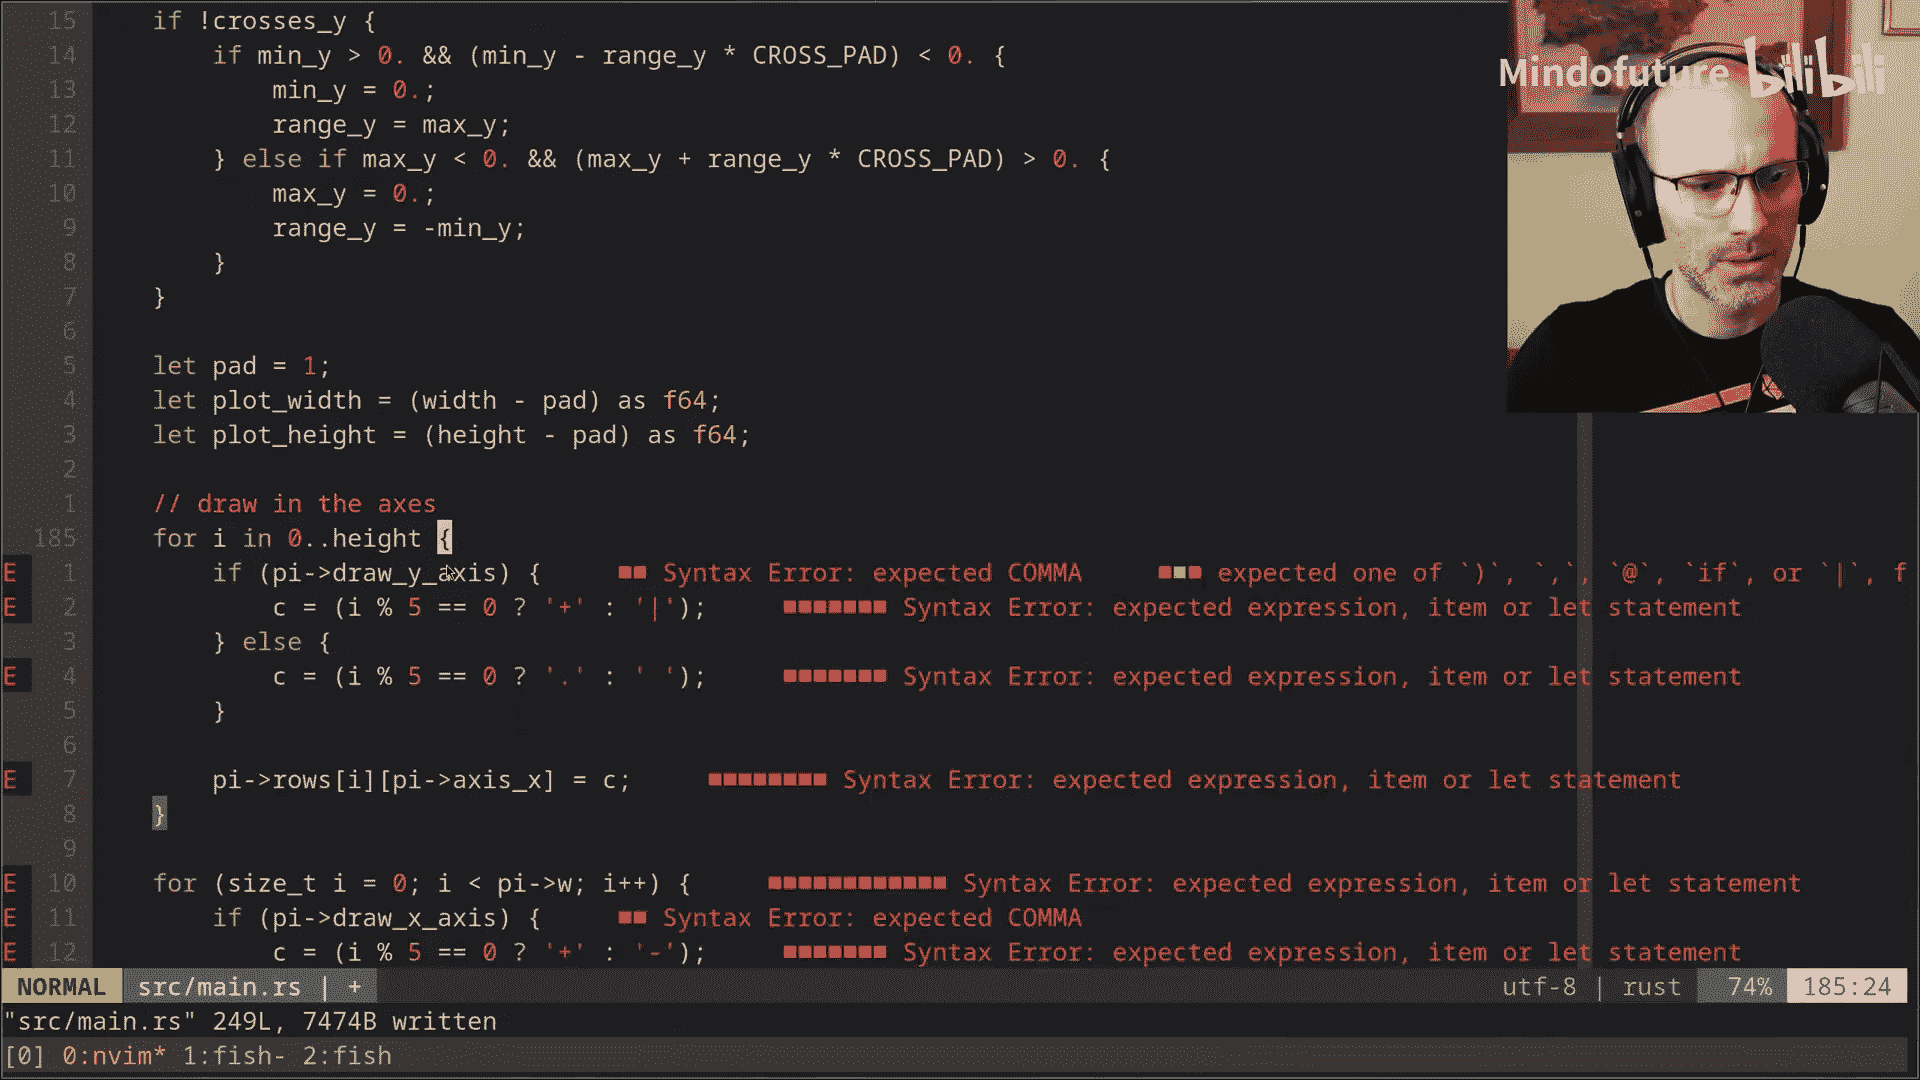 15 if !crosses_y {
14 if min_y > 0. && (min_y - range_y * CROSS_PAD) < 0. {
13 min_y = 0.;
12 range_y = max_y;
11 } else if max_y < 0. && (max_y + range_y * CROSS_PAD) > 0. {
10 max_y = 0.;
9 range_y = -min_y;
8 }
7 }
6
5 let pad = 1;
4 let plot_width = (width - pad) as f64;
3 let plot_height = (height - pad) as f64;
2
1 // draw in the axes
185 for i in 0..height {
E 1 if (pi->draw_y_axis) { ■■ Syntax Error: expected COMMA ■■■ expected one of `)`, `,`, `@`, `if`, or `|`, f
E 2 c = (i % 5 == 0 ? '+' : '|'); ■■■■■■■ Syntax Error: expected expression, item or let statement
3 } else {
E 4 c = (i % 5 == 0 ? '.' : ' '); ■■■■■■■ Syntax Error: expected expression, item or let statement
5 }
6
E 7 pi->rows[i][pi->axis_x] = c; ■■■■■■■■ Syntax Error: expected expression, item or let statement
8 }
9
E 10 for (size_t i = 0; i < pi->w; i++) { ■■■■■■■■■■■■ Syntax Error: expected expression, item or let statement
E 11 if (pi->draw_x_axis) { ■■ Syntax Error: expected COMMA
E 12 c = (i % 5 == 0 ? '+' : '-'); ■■■■■■■ Syntax Error: expected expression, item or let statement
NORMAL src/main.rs | + utf-8 | rust 74% 185:24
"src/main.rs" 249L, 7474B written
[0] 0:nvim* 1:fish- 2:fish
Mindofuture bilibili